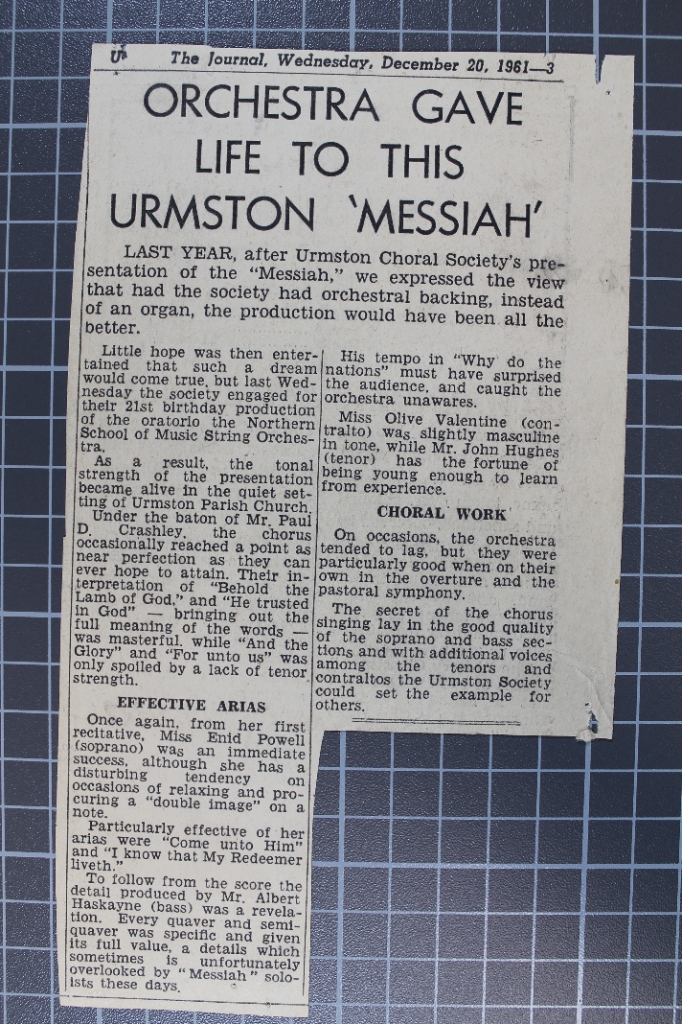 The Journal, Wednesday, December 20, 1961—3
ORCHESTRA GAVE
LIFE TO THIS
URMSTON 'MESSIAH'
LAST YEAR, after Urmston Choral Society's pre-
sentation of the "Messiah," we expressed the view
that had the society had orchestral backing, instead
of an organ, the production would have been all the
better.
Little hope was then enter-
tained that such a dream
would come true, but last Wed-
nesday the society engaged for
their 21st birthday production
of the oratorio the Northern
School of Music String Orches-
tra.
As a result, the tonal
strength of the presentation
became alive in the quiet set-
ting of Urmston Parish Church.
Under the baton of Mr. Paul
D. Crashley, the chorus
occasionally reached a point as
near perfection as they can
ever hope to attain. Their in-
terpretation of "Behold the
Lamb of God," and "He trusted
in God" — bringing out the
full meaning of the words —
was masterful, while "And the
Glory" and "For unto us" was
only spoiled by a lack of tenor
strength.
EFFECTIVE ARIAS
Once again, from her first
recitative, Miss Enid Powell
(soprano) was an immediate
success, although she has a
disturbing tendency on
occasions of relaxing and pro-
curing a "double image" on a
note.
Particularly effective of her
arias were "Come unto Him"
and "I know that My Redeemer
liveth."
To follow from the score the
detail produced by Mr. Albert
Haskayne (bass) was a revela-
tion. Every quaver and semi-
quaver was specific and given
its full value, a details which
sometimes is unfortunately
overlooked by "Messiah" solo-
ists these days.
His tempo in "Why do the
nations" must have surprised
the audience, and caught the
orchestra unawares.
Miss Olive Valentine (con-
tralto) was slightly masculine
in tone, while Mr. John Hughes
(tenor) has the fortune of
being young enough to learn
from experience.
CHORAL WORK
On occasions, the orchestra
tended to lag, but they were
particularly good when on their
own in the overture and the
pastoral symphony.
The secret of the chorus
singing lay in the good quality
of the soprano and bass sec-
tions, and with additional voices
among the tenors and
contraltos the Urmston Society
could set the example for
others.